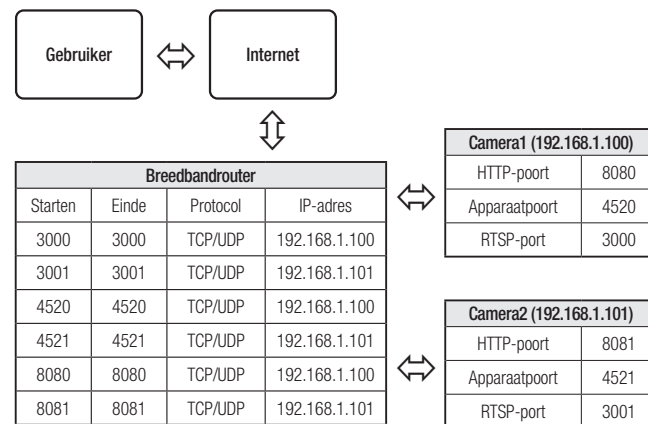 Gebruiker
Internet
Breedbandrouter
Starten Einde Protocol IP-adres
3000 3000 TCP/UDP 192.168.1.100
3001 3001 TCP/UDP 192.168.1.101
4520 4520 TCP/UDP 192.168.1.100
4521 4521 TCP/UDP 192.168.1.101
8080 8080 TCP/UDP 192.168.1.100
8081 8081 TCP/UDP 192.168.1.101
Camera1 (192.168.1.100)
HTTP-poort 8080
Apparaatpoort 4520
RTSP-port 3000
Camera2 (192.168.1.101)
HTTP-poort 8081
Apparaatpoort 4521
RTSP-port 3001